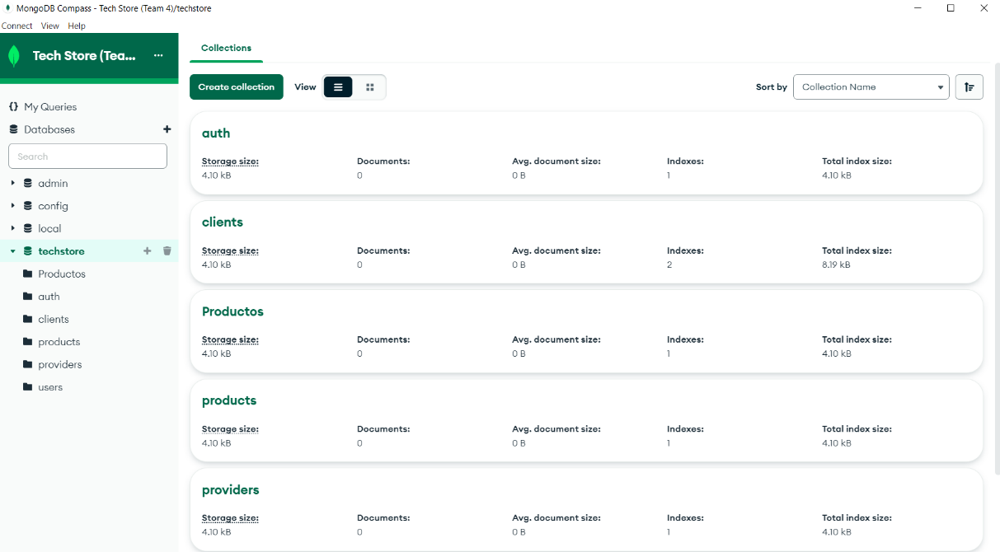 MongoDB Compass - Tech Store (Team 4)/techstore
Connect View Help
Tech Store (Tea... ...
My Queries
Databases
Search
admin
config
local
techstore
Productos
auth
clients
products
providers
users
Collections
Create collection View Sort by Collection Name
auth
Storage size: Documents: Avg. document size: Indexes: Total index size:
4.10 kB 0 0 B 1 4.10 kB
clients
Storage size: Documents: Avg. document size: Indexes: Total index size:
4.10 kB 0 0 B 2 8.19 kB
Productos
Storage size: Documents: Avg. document size: Indexes: Total index size:
4.10 kB 0 0 B 1 4.10 kB
products
Storage size: Documents: Avg. document size: Indexes: Total index size:
4.10 kB 0 0 B 1 4.10 kB
providers
Storage size: Documents: Avg. document size: Indexes: Total index size:
4.10 kB 0 0 B 1 4.10 kB